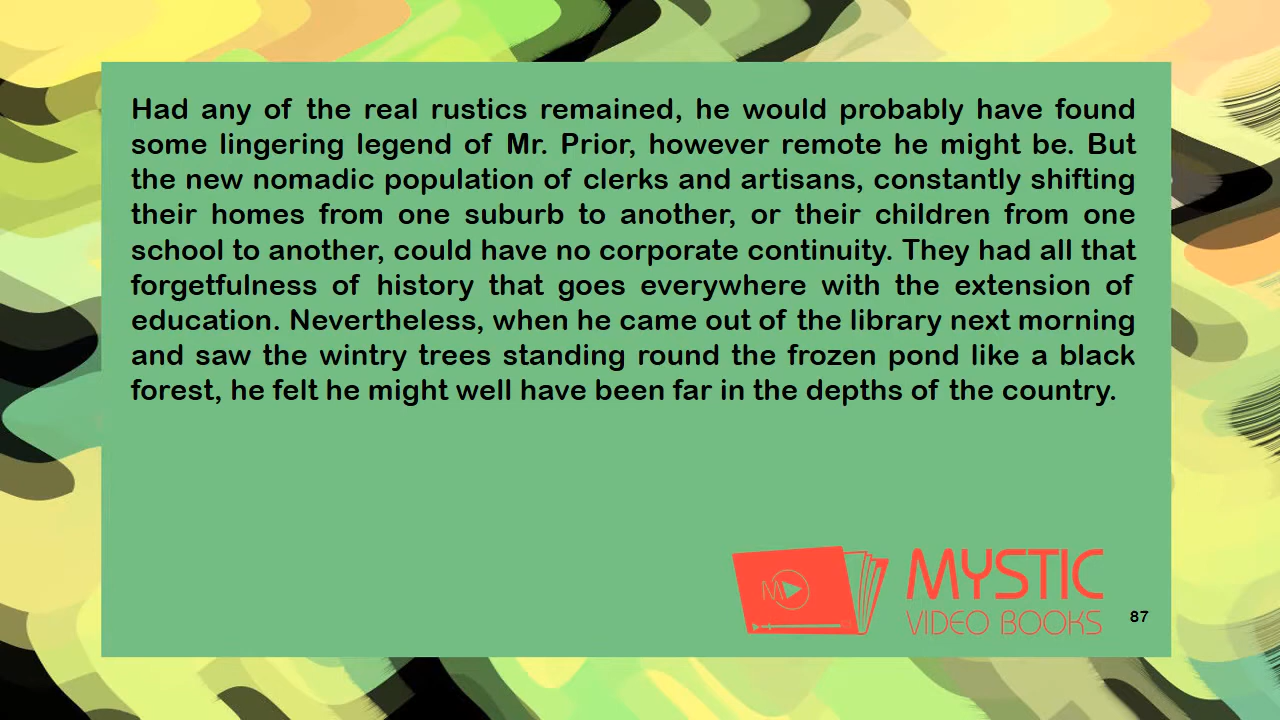 Had any of the real rustics remained, he would probably have found
some lingering legend of Mr. Prior, however remote he might be. But
the new nomadic population of clerks and artisans, constantly shifting
their homes from one suburb to another, or their children from one
school to another, could have no corporate continuity. They had all that
forgetfulness of history that goes everywhere with the extension of
education. Nevertheless, when he came out of the library next morning
and saw the wintry trees standing round the frozen pond like a black
forest, he felt he might well have been far in the depths of the country.
M
MYSTIC
VIDEO BOOKS
87